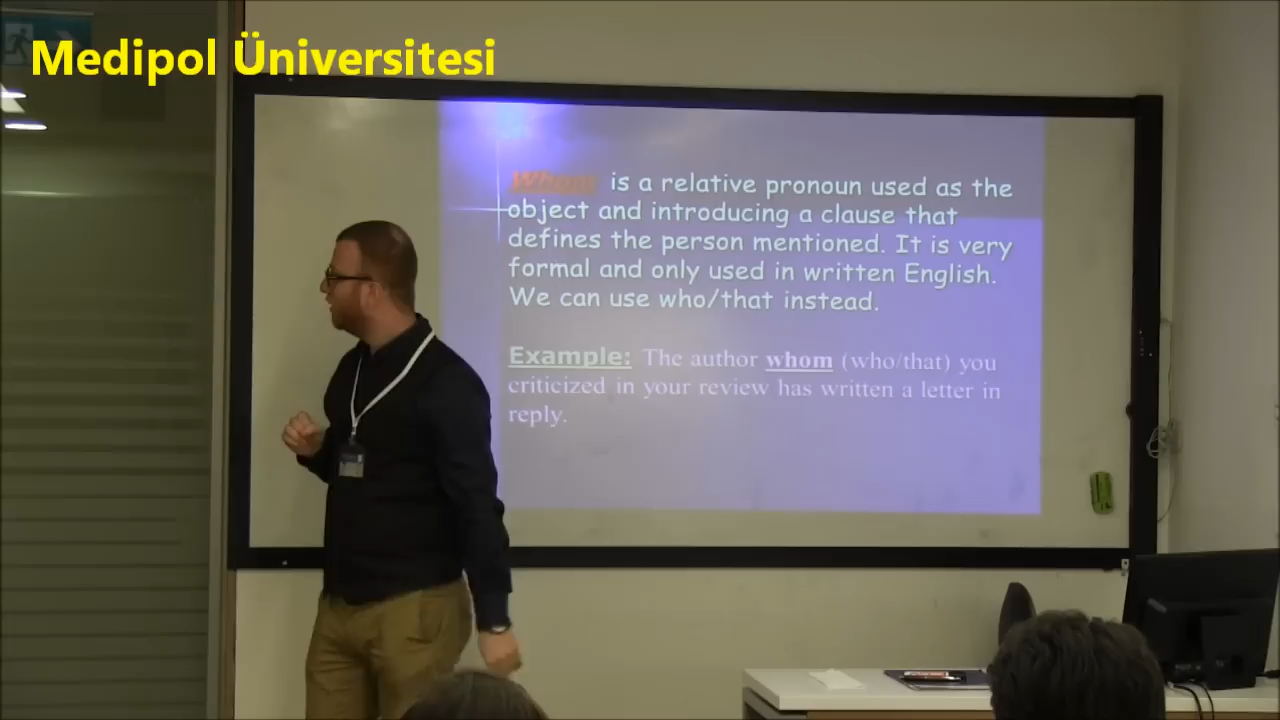 Medipol Üniversitesi
Whom is a relative pronoun used as the
object and introducing a clause that
defines the person mentioned. It is very
formal and only used in written English.
We can use who/that instead.
Example: The author whom (who/that) you
criticized in your review has written a letter in
reply.